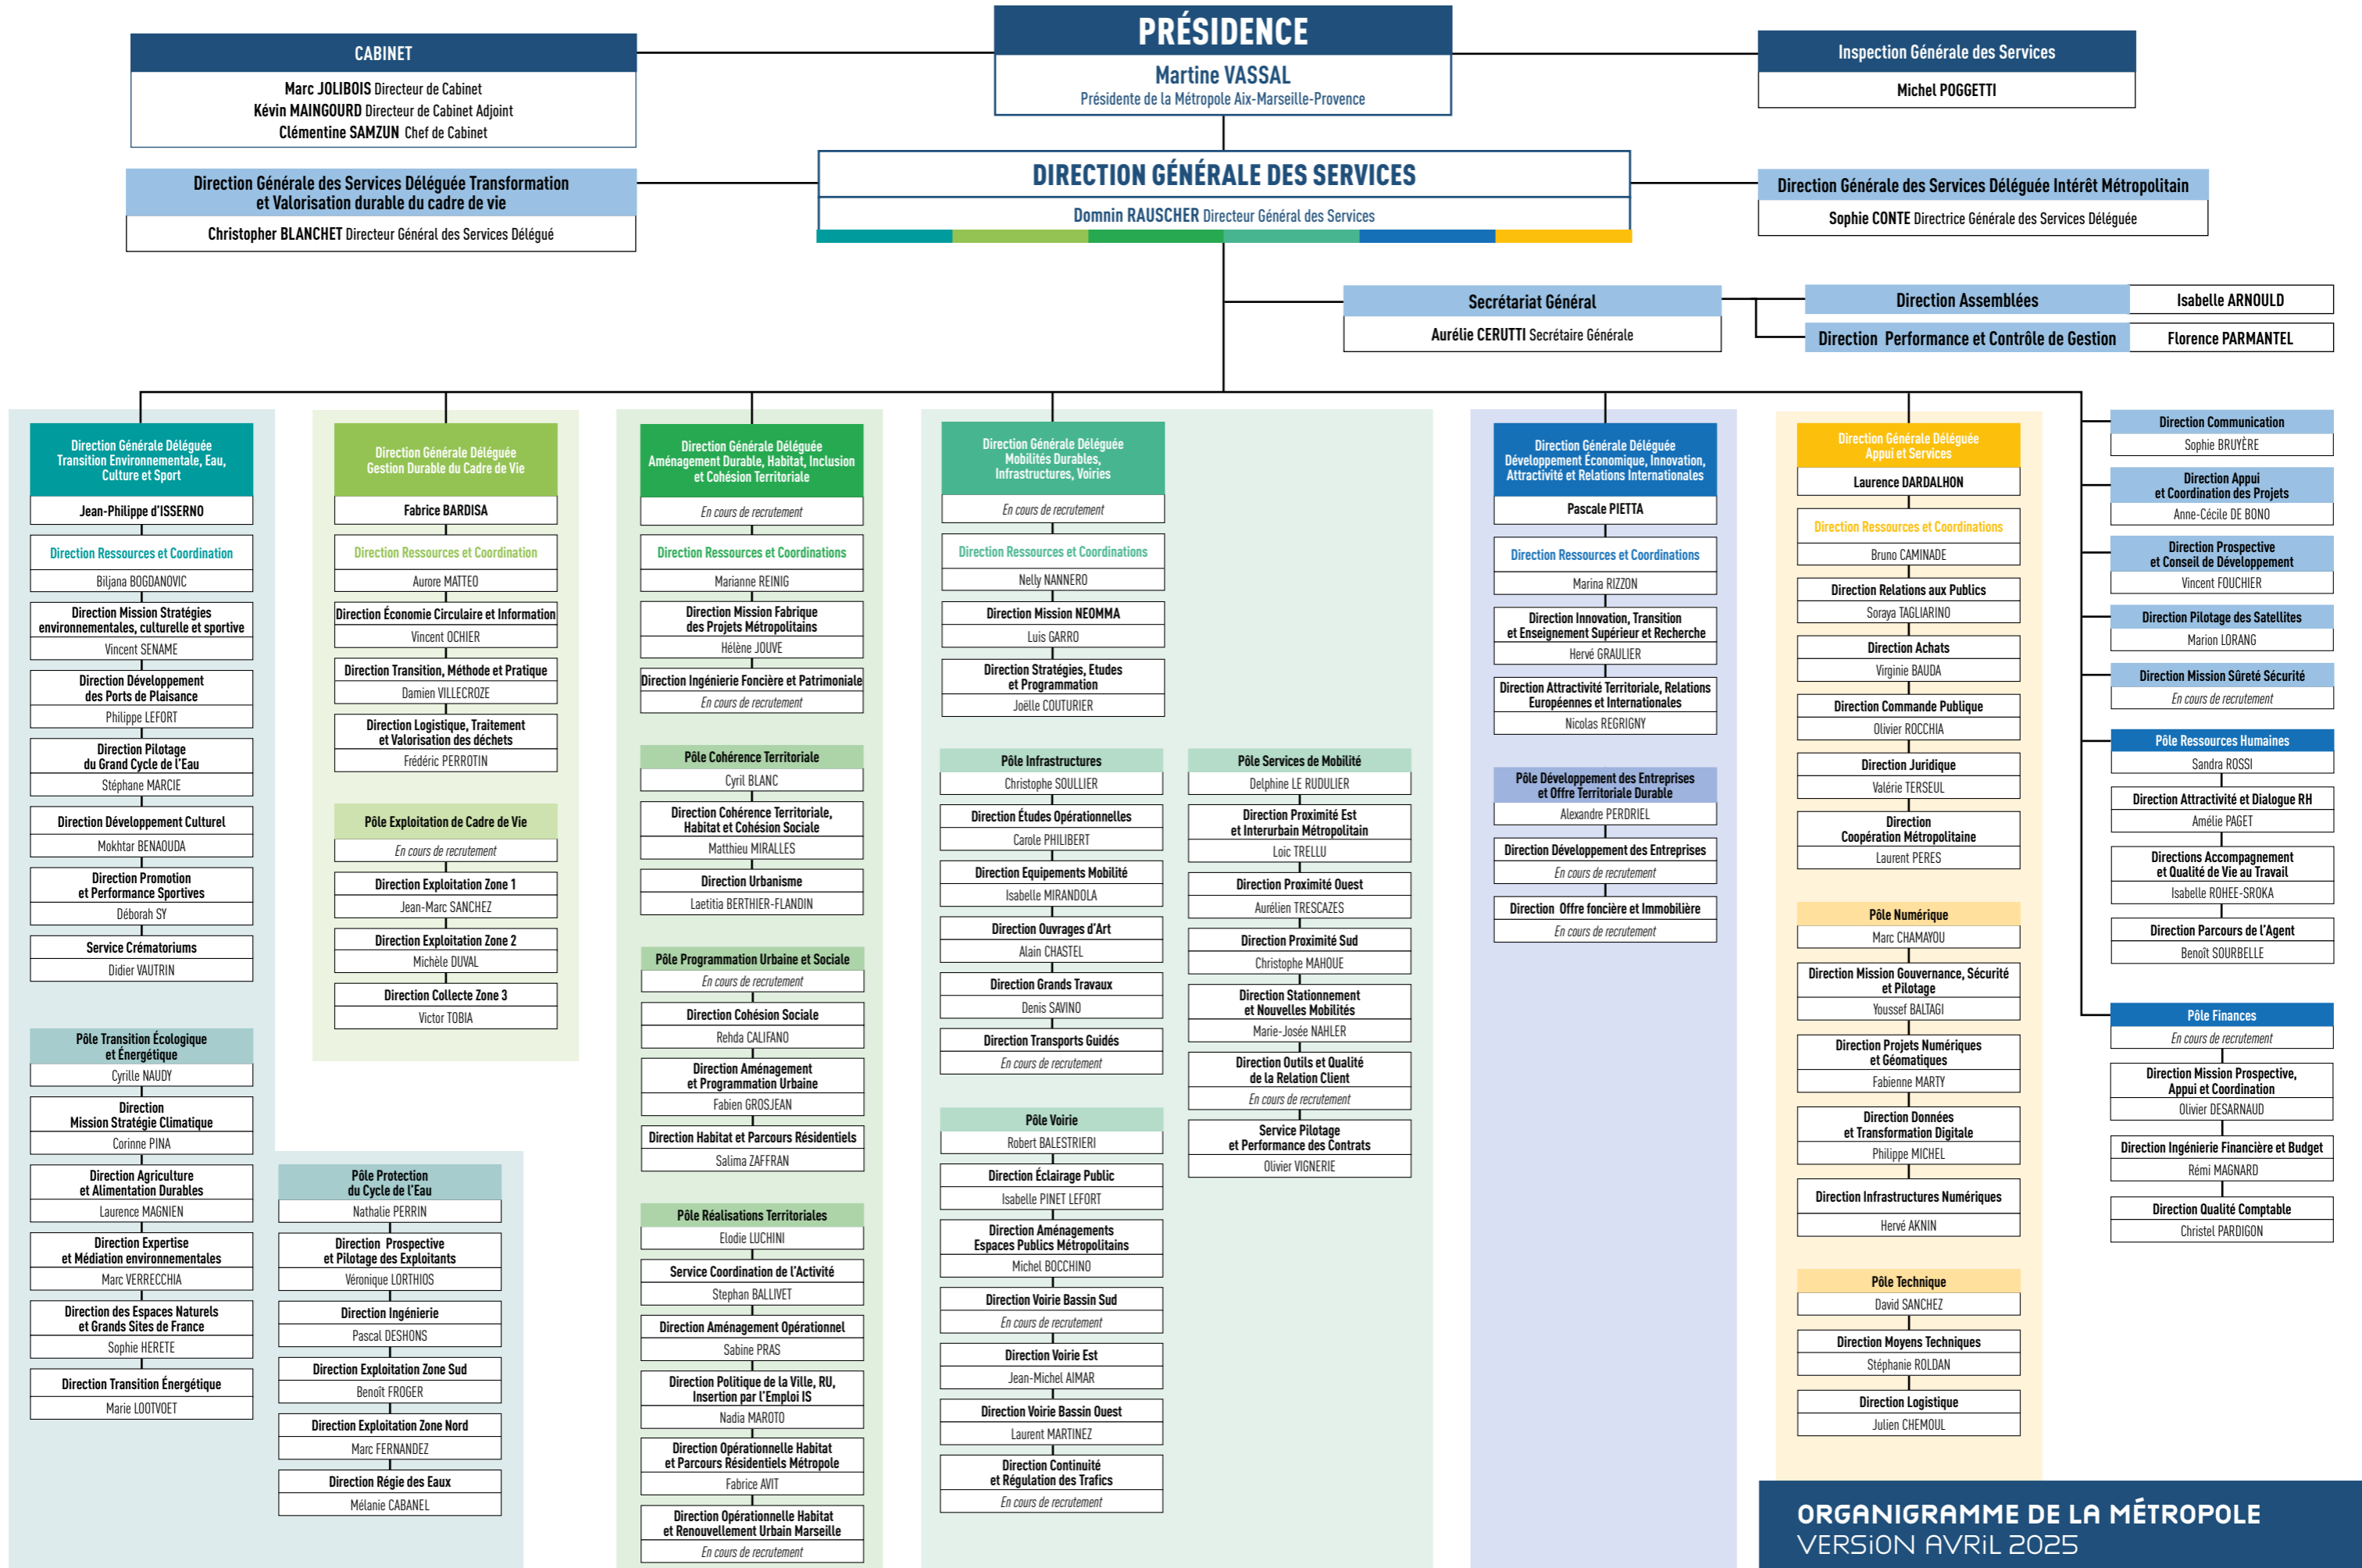 PRÉSIDENCE
Martine VASSAL
Présidente de la Métropole Aix-Marseille-Provence
CABINET
Marc JOLIBOIS Directeur de Cabinet
Kévin MAINGOURD Directeur de Cabinet Adjoint
Clémentine SAMZUN Chef de Cabinet
Inspection Générale des Services
Michel POGGETTI
DIRECTION GÉNÉRALE DES SERVICES
Domnin RAUSCHER Directeur Général des Services
Direction Générale des Services Déléguée Transformation
et Valorisation durable du cadre de vie
Christopher BLANCHET Directeur Général des Services Délégué
Direction Générale des Services Déléguée Intérêt Métropolitain
Sophie CONTE Directrice Générale des Services Déléguée
Secrétariat Général
Aurélie CERUTTI Secrétaire Générale
Direction Assemblées
Isabelle ARNOULD
Direction Performance et Contrôle de Gestion
Florence PARMANTEL
Direction Générale Déléguée
Transition Environnementale, Eau,
Culture et Sport
Jean-Philippe d'ISSERNO
Direction Ressources et Coordination
Biljana BOGDANOVIC
Direction Mission Stratégies
environnementales, culturelle et sportive
Vincent SENAME
Direction Développement
des Ports de Plaisance
Philippe LEFORT
Direction Pilotage
du Grand Cycle de l'Eau
Stéphane MARCIE
Direction Développement Culturel
Mokhtar BENAOUDA
Direction Promotion
et Performance Sportives
Déborah SY
Service Crématoriums
Didier VAUTRIN
Pôle Transition Écologique
et Énergétique
Cyrille NAUDY
Direction
Mission Stratégie Climatique
Corinne PINA
Direction Agriculture
et Alimentation Durables
Laurence MAGNIEN
Direction Expertise
et Médiation environnementales
Marc VERRECCHIA
Direction des Espaces Naturels
et Grands Sites de France
Sophie HERETE
Direction Transition Énergétique
Marie LOOTVOET
Pôle Protection
du Cycle de l'Eau
Nathalie PERRIN
Direction Prospective
et Pilotage des Exploitants
Véronique LORTHIOS
Direction Ingénierie
Pascal DESHONS
Direction Exploitation Zone Sud
Benoît FROGER
Direction Exploitation Zone Nord
Marc FERNANDEZ
Direction Régie des Eaux
Mélanie CABANEL
Direction Générale Déléguée
Gestion Durable du Cadre de Vie
Fabrice BARDISA
Direction Ressources et Coordination
Aurore MATTEO
Direction Économie Circulaire et Information
Vincent OCHIER
Direction Transition, Méthode et Pratique
Damien VILLECROZE
Direction Logistique, Traitement
et Valorisation des déchets
Frédéric PERROTIN
Pôle Exploitation de Cadre de Vie
En cours de recrutement
Direction Exploitation Zone 1
Jean-Marc SANCHEZ
Direction Exploitation Zone 2
Michèle DUVAL
Direction Collecte Zone 3
Victor TOBIA
Direction Générale Déléguée
Aménagement Durable, Habitat, Inclusion
et Cohésion Territoriale
En cours de recrutement
Direction Ressources et Coordinations
Marianne REINIG
Direction Mission Fabrique
des Projets Métropolitains
Hélène JOUVE
Direction Ingénierie Foncière et Patrimoniale
En cours de recrutement
Pôle Cohérence Territoriale
Cyril BLANC
Direction Cohérence Territoriale,
Habitat et Cohésion Sociale
Matthieu MIRALLES
Direction Urbanisme
Laetitia BERTHIER-FLANDIN
Pôle Programmation Urbaine et Sociale
En cours de recrutement
Direction Cohésion Sociale
Rehda CALIFANO
Direction Aménagement
et Programmation Urbaine
Fabien GROSJEAN
Direction Habitat et Parcours Résidentiels
Salima ZAFFRAN
Pôle Réalisations Territoriales
Elodie LUCHINI
Service Coordination de l'Activité
Stephan BALLIVET
Direction Aménagement Opérationnel
Sabine PRAS
Direction Politique de la Ville, RU,
Insertion par l'Emploi IS
Nadia MAROTO
Direction Opérationnelle Habitat
et Parcours Résidentiels Métropole
Fabrice AVIT
Direction Opérationnelle Habitat
et Renouvellement Urbain Marseille
En cours de recrutement
Direction Générale Déléguée
Mobilités Durables,
Infrastructures, Voiries
En cours de recrutement
Direction Ressources et Coordinations
Nelly NANNERO
Direction Mission NEOMMA
Luis GARRO
Direction Stratégies, Etudes
et Programmation
Joëlle COUTURIER
Pôle Infrastructures
Christophe SOULLIER
Direction Études Opérationnelles
Carole PHILIBERT
Direction Equipements Mobilité
Isabelle MIRANDOLA
Direction Ouvrages d'Art
Alain CHASTEL
Direction Grands Travaux
Denis SAVINO
Direction Transports Guidés
En cours de recrutement
Pôle Voirie
Robert BALESTRIERI
Direction Éclairage Public
Isabelle PINET LEFORT
Direction Aménagements
Espaces Publics Métropolitains
Michel BOCCHINO
Direction Voirie Bassin Sud
En cours de recrutement
Direction Voirie Est
Jean-Michel AIMAR
Direction Voirie Bassin Ouest
Laurent MARTINEZ
Direction Continuité
et Régulation des Trafics
En cours de recrutement
Pôle Services de Mobilité
Delphine LE RUDULIER
Direction Proximité Est
et Interurbain Métropolitain
Loic TRELLU
Direction Proximité Ouest
Aurélien TRESCAZES
Direction Proximité Sud
Christophe MAHOUE
Direction Stationnement
et Nouvelles Mobilités
Marie-Josée NAHLER
Direction Outils et Qualité
de la Relation Client
En cours de recrutement
Service Pilotage
et Performance des Contrats
Olivier VIGNERIE
Direction Générale Déléguée
Développement Économique, Innovation,
Attractivité et Relations Internationales
Pascale PIETTA
Direction Ressources et Coordinations
Marina RIZZON
Direction Innovation, Transition
et Enseignement Supérieur et Recherche
Hervé GRAULIER
Direction Attractivité Territoriale, Relations
Européennes et Internationales
Nicolas REGRIGNY
Pôle Développement des Entreprises
et Offre Territoriale Durable
Alexandre PERDRIEL
Direction Développement des Entreprises
En cours de recrutement
Direction Offre foncière et Immobilière
En cours de recrutement
Direction Générale Déléguée
Appui et Services
Laurence DARDALHON
Direction Ressources et Coordinations
Bruno CAMINADE
Direction Relations aux Publics
Soraya TAGLIARINO
Direction Achats
Virginie BAUDA
Direction Commande Publique
Olivier ROCCHIA
Direction Juridique
Valérie TERSEUL
Direction
Coopération Métropolitaine
Laurent PERES
Pôle Numérique
Marc CHAMAYOU
Direction Mission Gouvernance, Sécurité
et Pilotage
Youssef BALTAGI
Direction Projets Numériques
et Géomatiques
Fabienne MARTY
Direction Données
et Transformation Digitale
Philippe MICHEL
Direction Infrastructures Numériques
Hervé AKNIN
Pôle Technique
David SANCHEZ
Direction Moyens Techniques
Stéphanie ROLDAN
Direction Logistique
Julien CHEMOUL
Direction Communication
Sophie BRUYÈRE
Direction Appui
et Coordination des Projets
Anne-Cécile DE BONO
Direction Prospective
et Conseil de Développement
Vincent FOUCHIER
Direction Pilotage des Satellites
Marion LORANG
Direction Mission Sûreté Sécurité
En cours de recrutement
Pôle Ressources Humaines
Sandra ROSSI
Direction Attractivité et Dialogue RH
Amélie PAGET
Directions Accompagnement
et Qualité de Vie au Travail
Isabelle ROHEE-SROKA
Direction Parcours de l'Agent
Benoît SOURBELLE
Pôle Finances
En cours de recrutement
Direction Mission Prospective,
Appui et Coordination
Olivier DESARNAUD
Direction Ingénierie Financière et Budget
Rémi MAGNARD
Direction Qualité Comptable
Christel PARDIGON
ORGANIGRAMME DE LA MÉTROPOLE
VERSiON AVRiL 2025